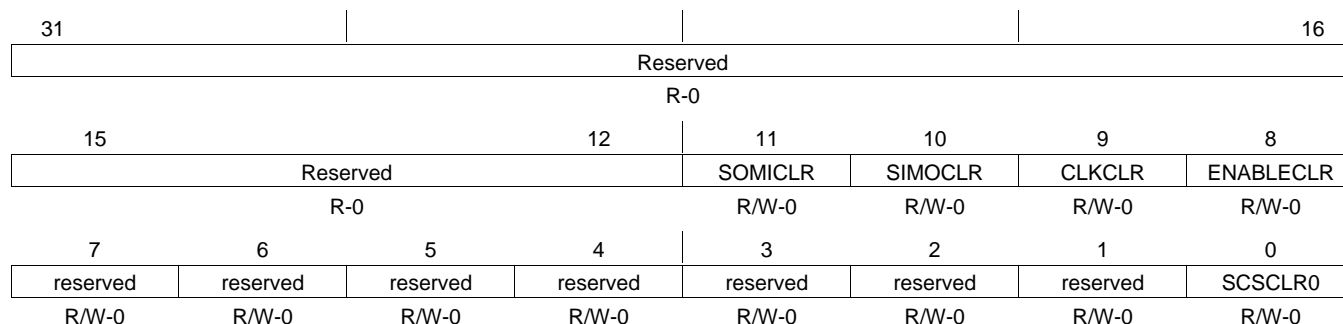 31 16
Reserved
R-0
15 12 11 10 9 8
Reserved SOMICLR SIMOCLR CLKCLR ENABLECLR
R-0 R/W-0 R/W-0 R/W-0 R/W-0
7 6 5 4 3 2 1 0
reserved reserved reserved reserved reserved reserved reserved SCSCLR0
R/W-0 R/W-0 R/W-0 R/W-0 R/W-0 R/W-0 R/W-0 R/W-0